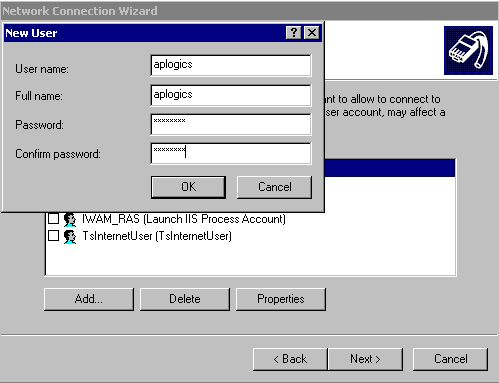 Network Connection Wizard
New User
User name:
aplogics
Full name:
aplogics
Password:
xxxxxxxx
Confirm password:
xxxxxxxx
OK
Cancel
nt to allow to connect to
ser account, may affect a
IWAM_RAS (Launch IIS Process Account)
TsInternetUser (TsInternetUser)
Add...
Delete
Properties
< Back
Next >
Cancel